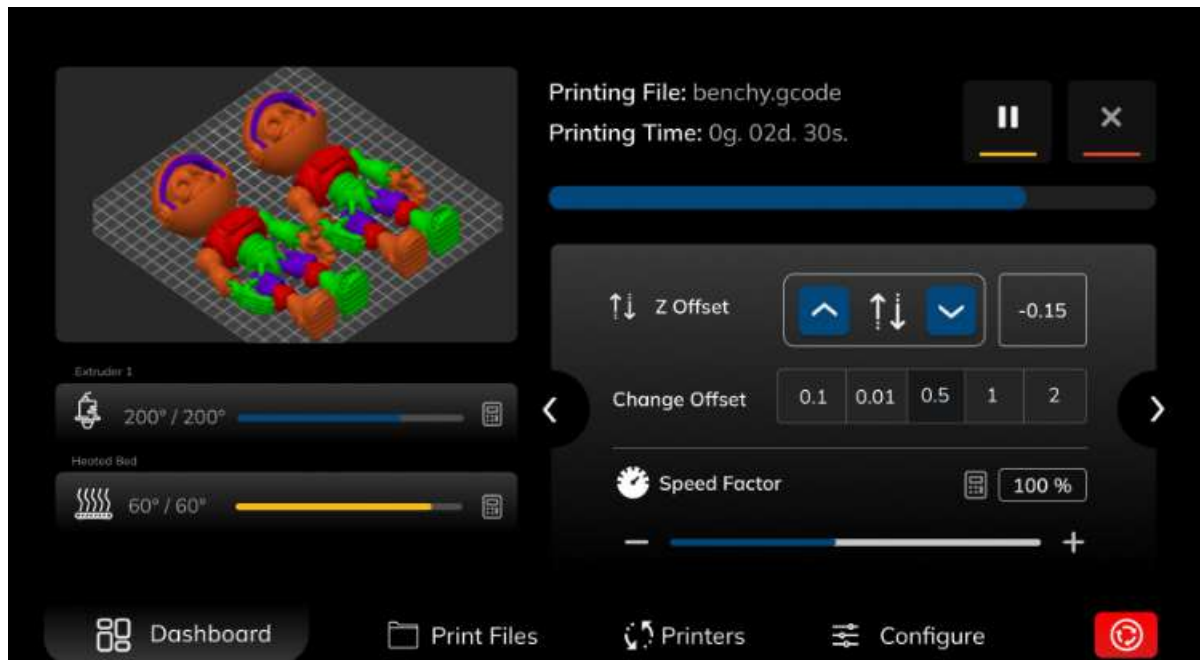 Printing File: benchy.gcode
Printing Time: 0g. 02d. 30s.
Z Offset
-0.15
Extruder 1
200° / 200°
Change Offset
0.1 0.01 0.5 1 2
Heated Bed
60° / 60°
Speed Factor
100 %
Dashboard
Print Files
Printers
Configure